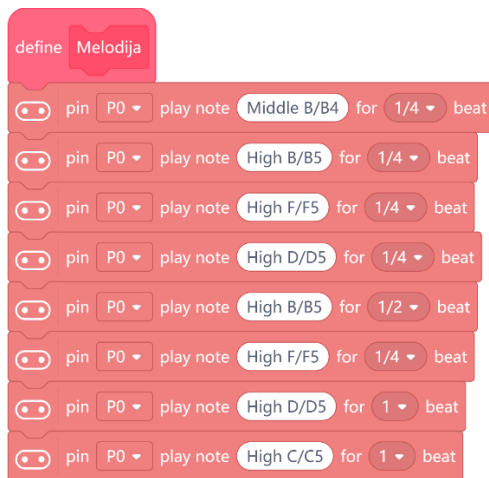 define Melodija
pin P0 play note Middle B/B4 for 1/4 beat
pin P0 play note High B/B5 for 1/4 beat
pin P0 play note High F/F5 for 1/4 beat
pin P0 play note High D/D5 for 1/4 beat
pin P0 play note High B/B5 for 1/2 beat
pin P0 play note High F/F5 for 1/4 beat
pin P0 play note High D/D5 for 1 beat
pin P0 play note High C/C5 for 1 beat